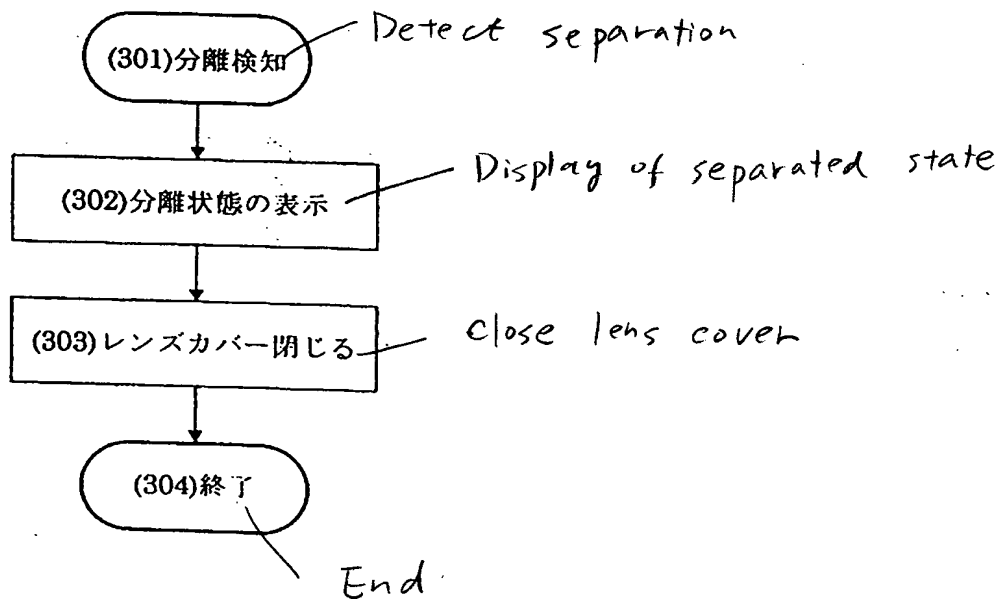 (301)分離検知
Detect separation
(302)分離状態の表示
Display of separated state
(303)レンズカバー閉じる
Close lens cover
(304)終了
End